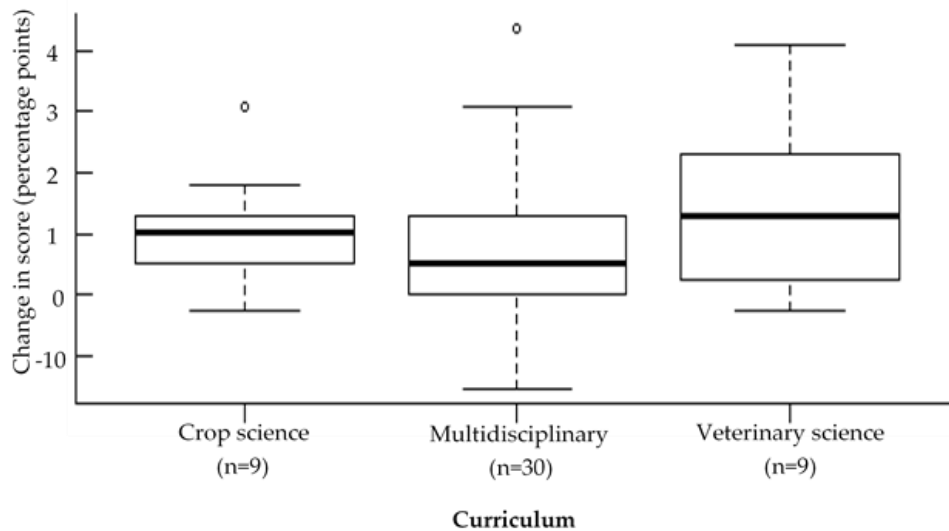 Change in score (percentage points)
4
3
2
1
0
-10
Crop science
(n=9)
Multidisciplinary
(n=30)
Veterinary science
(n=9)
Curriculum